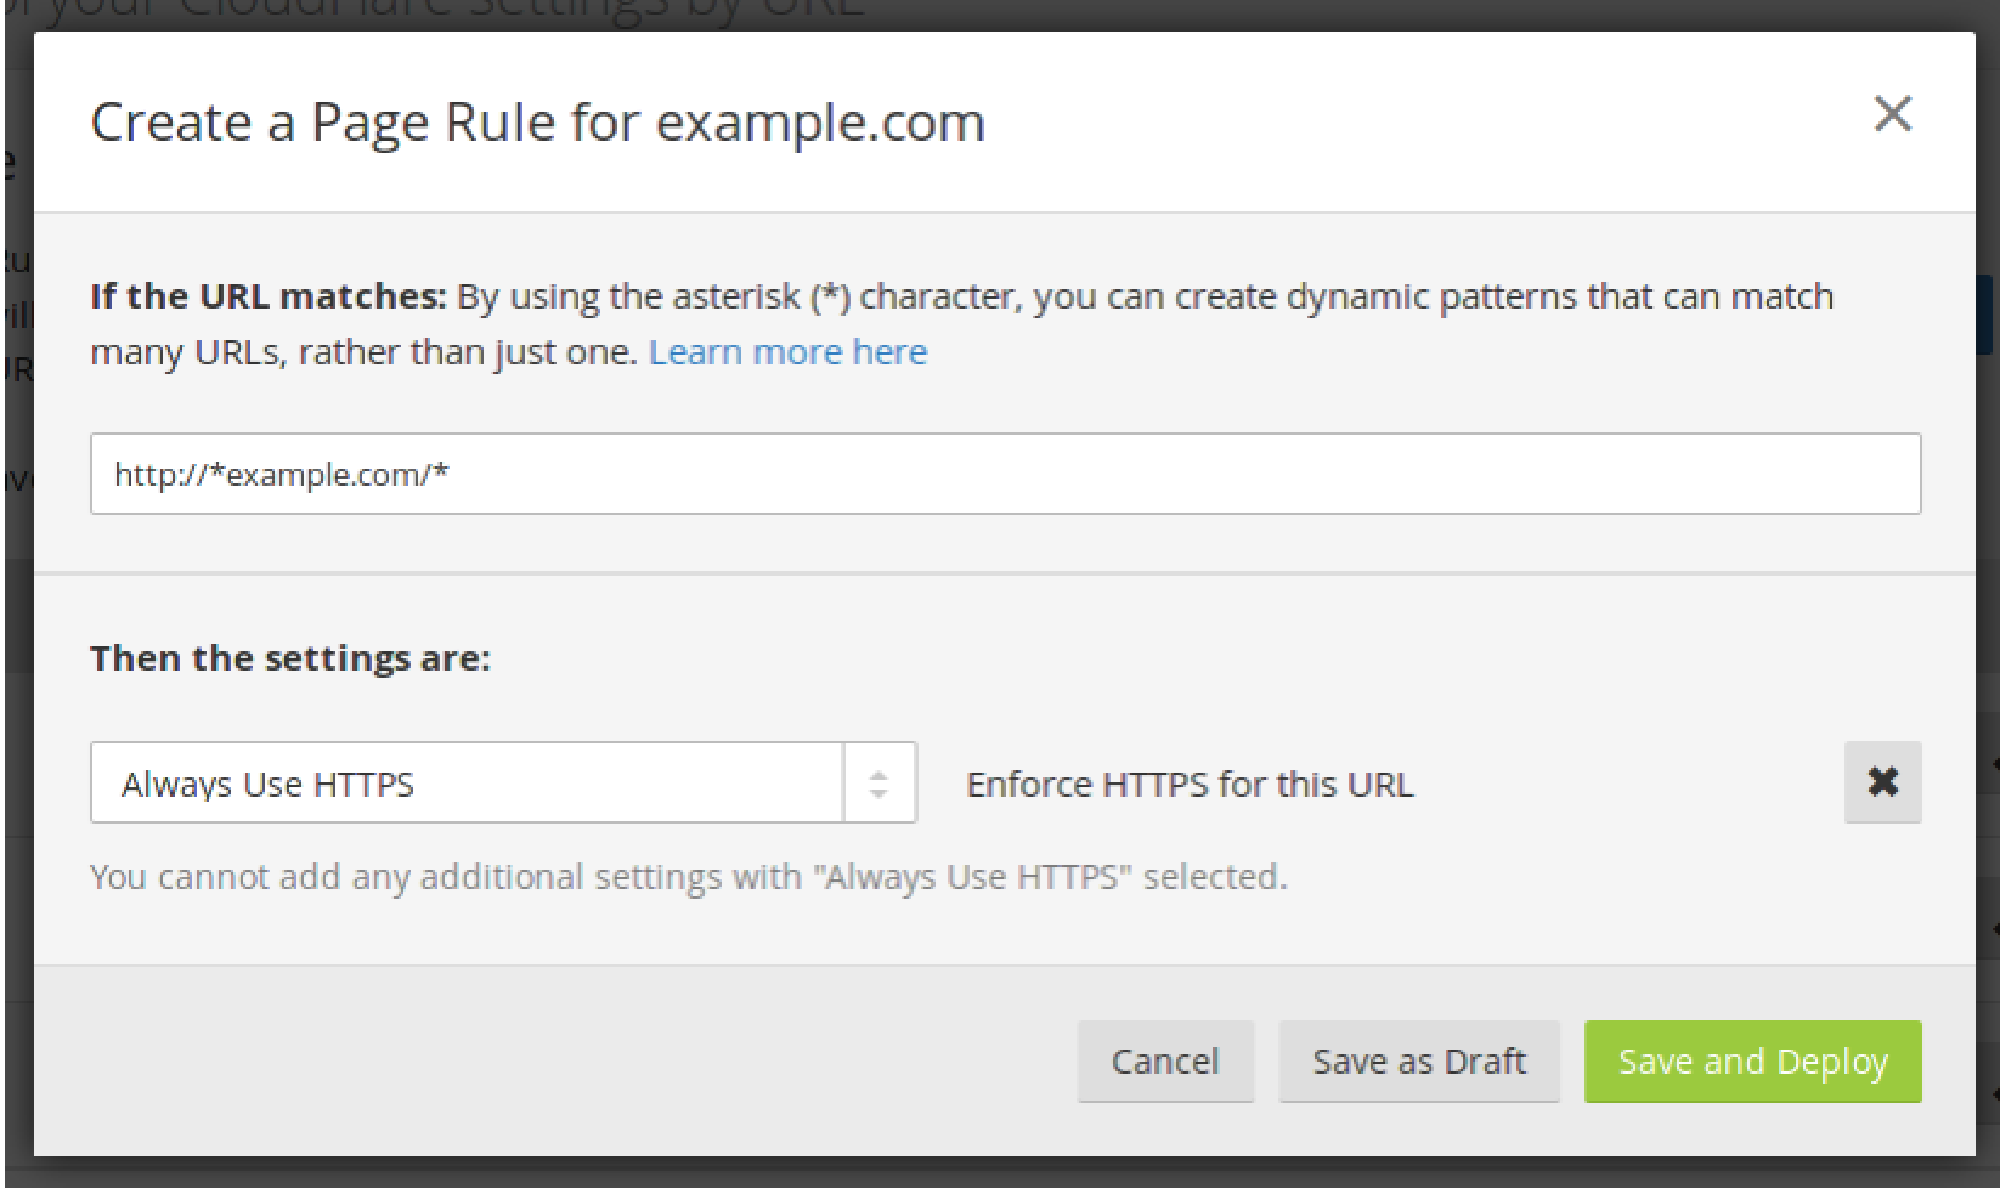 your CloudFlare settings by URL
Create a Page Rule for example.com
If the URL matches: By using the asterisk (*) character, you can create dynamic patterns that can match
many URLs, rather than just one. Learn more here
http://*example.com/*
Then the settings are:
Always Use HTTPS
Enforce HTTPS for this URL
You cannot add any additional settings with "Always Use HTTPS" selected.
Cancel
Save as Draft
Save and Deploy